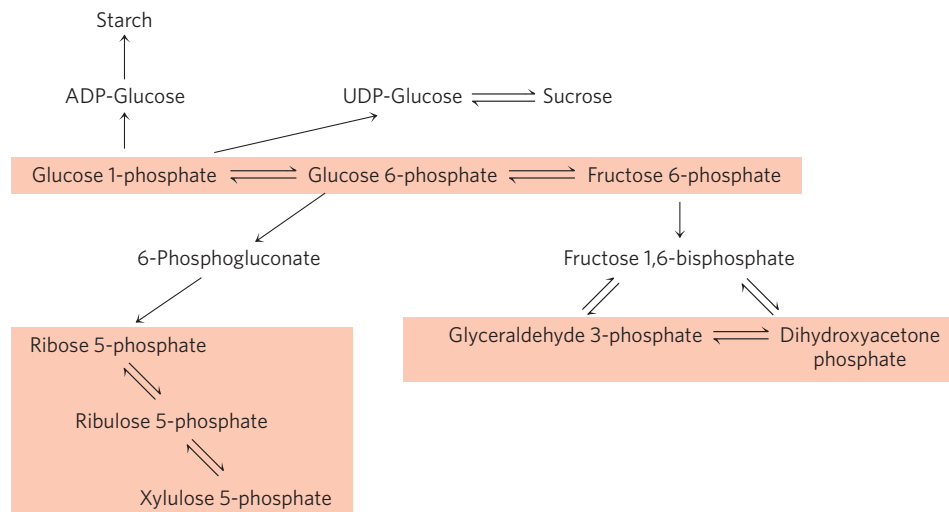 Starch
ADP-Glucose
UDP-Glucose
Sucrose
Glucose 1-phosphate
Glucose 6-phosphate
Fructose 6-phosphate
6-Phosphogluconate
Fructose 1,6-bisphosphate
Ribose 5-phosphate
Ribulose 5-phosphate
Xylulose 5-phosphate
Glyceraldehyde 3-phosphate
Dihydroxyacetone
phosphate